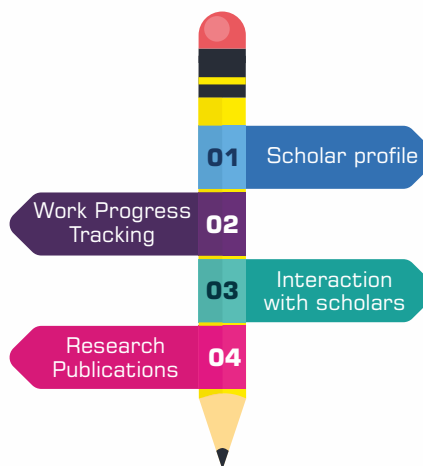 01
Scholar profile
Work Progress
Tracking
02
03
Interaction
with scholars
Research
Publications
04